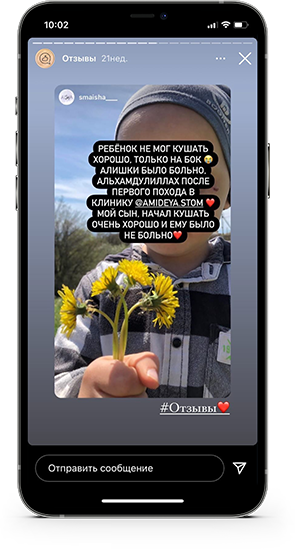 10:02
Отзывы 21нед.
smaisha___
РЕБЁНОК НЕ МОГ КУШАТЬ
ХОРОШО, ТОЛЬКО НА БОК 😭
АЛИШКИ БЫЛО БОЛЬНО.
АЛЬХАМДУЛИЛЛАХ ПОСЛЕ
ПЕРВОГО ПОХОДА В
КЛИНИКУ @AMIDEYA.STOM ❤️
МОЙ СЫН, НАЧАЛ КУШАТЬ
ОЧЕНЬ ХОРОШО И ЕМУ БЫЛО
НЕ БОЛЬНО❤️
#Отзывы❤️
Отправить сообщение